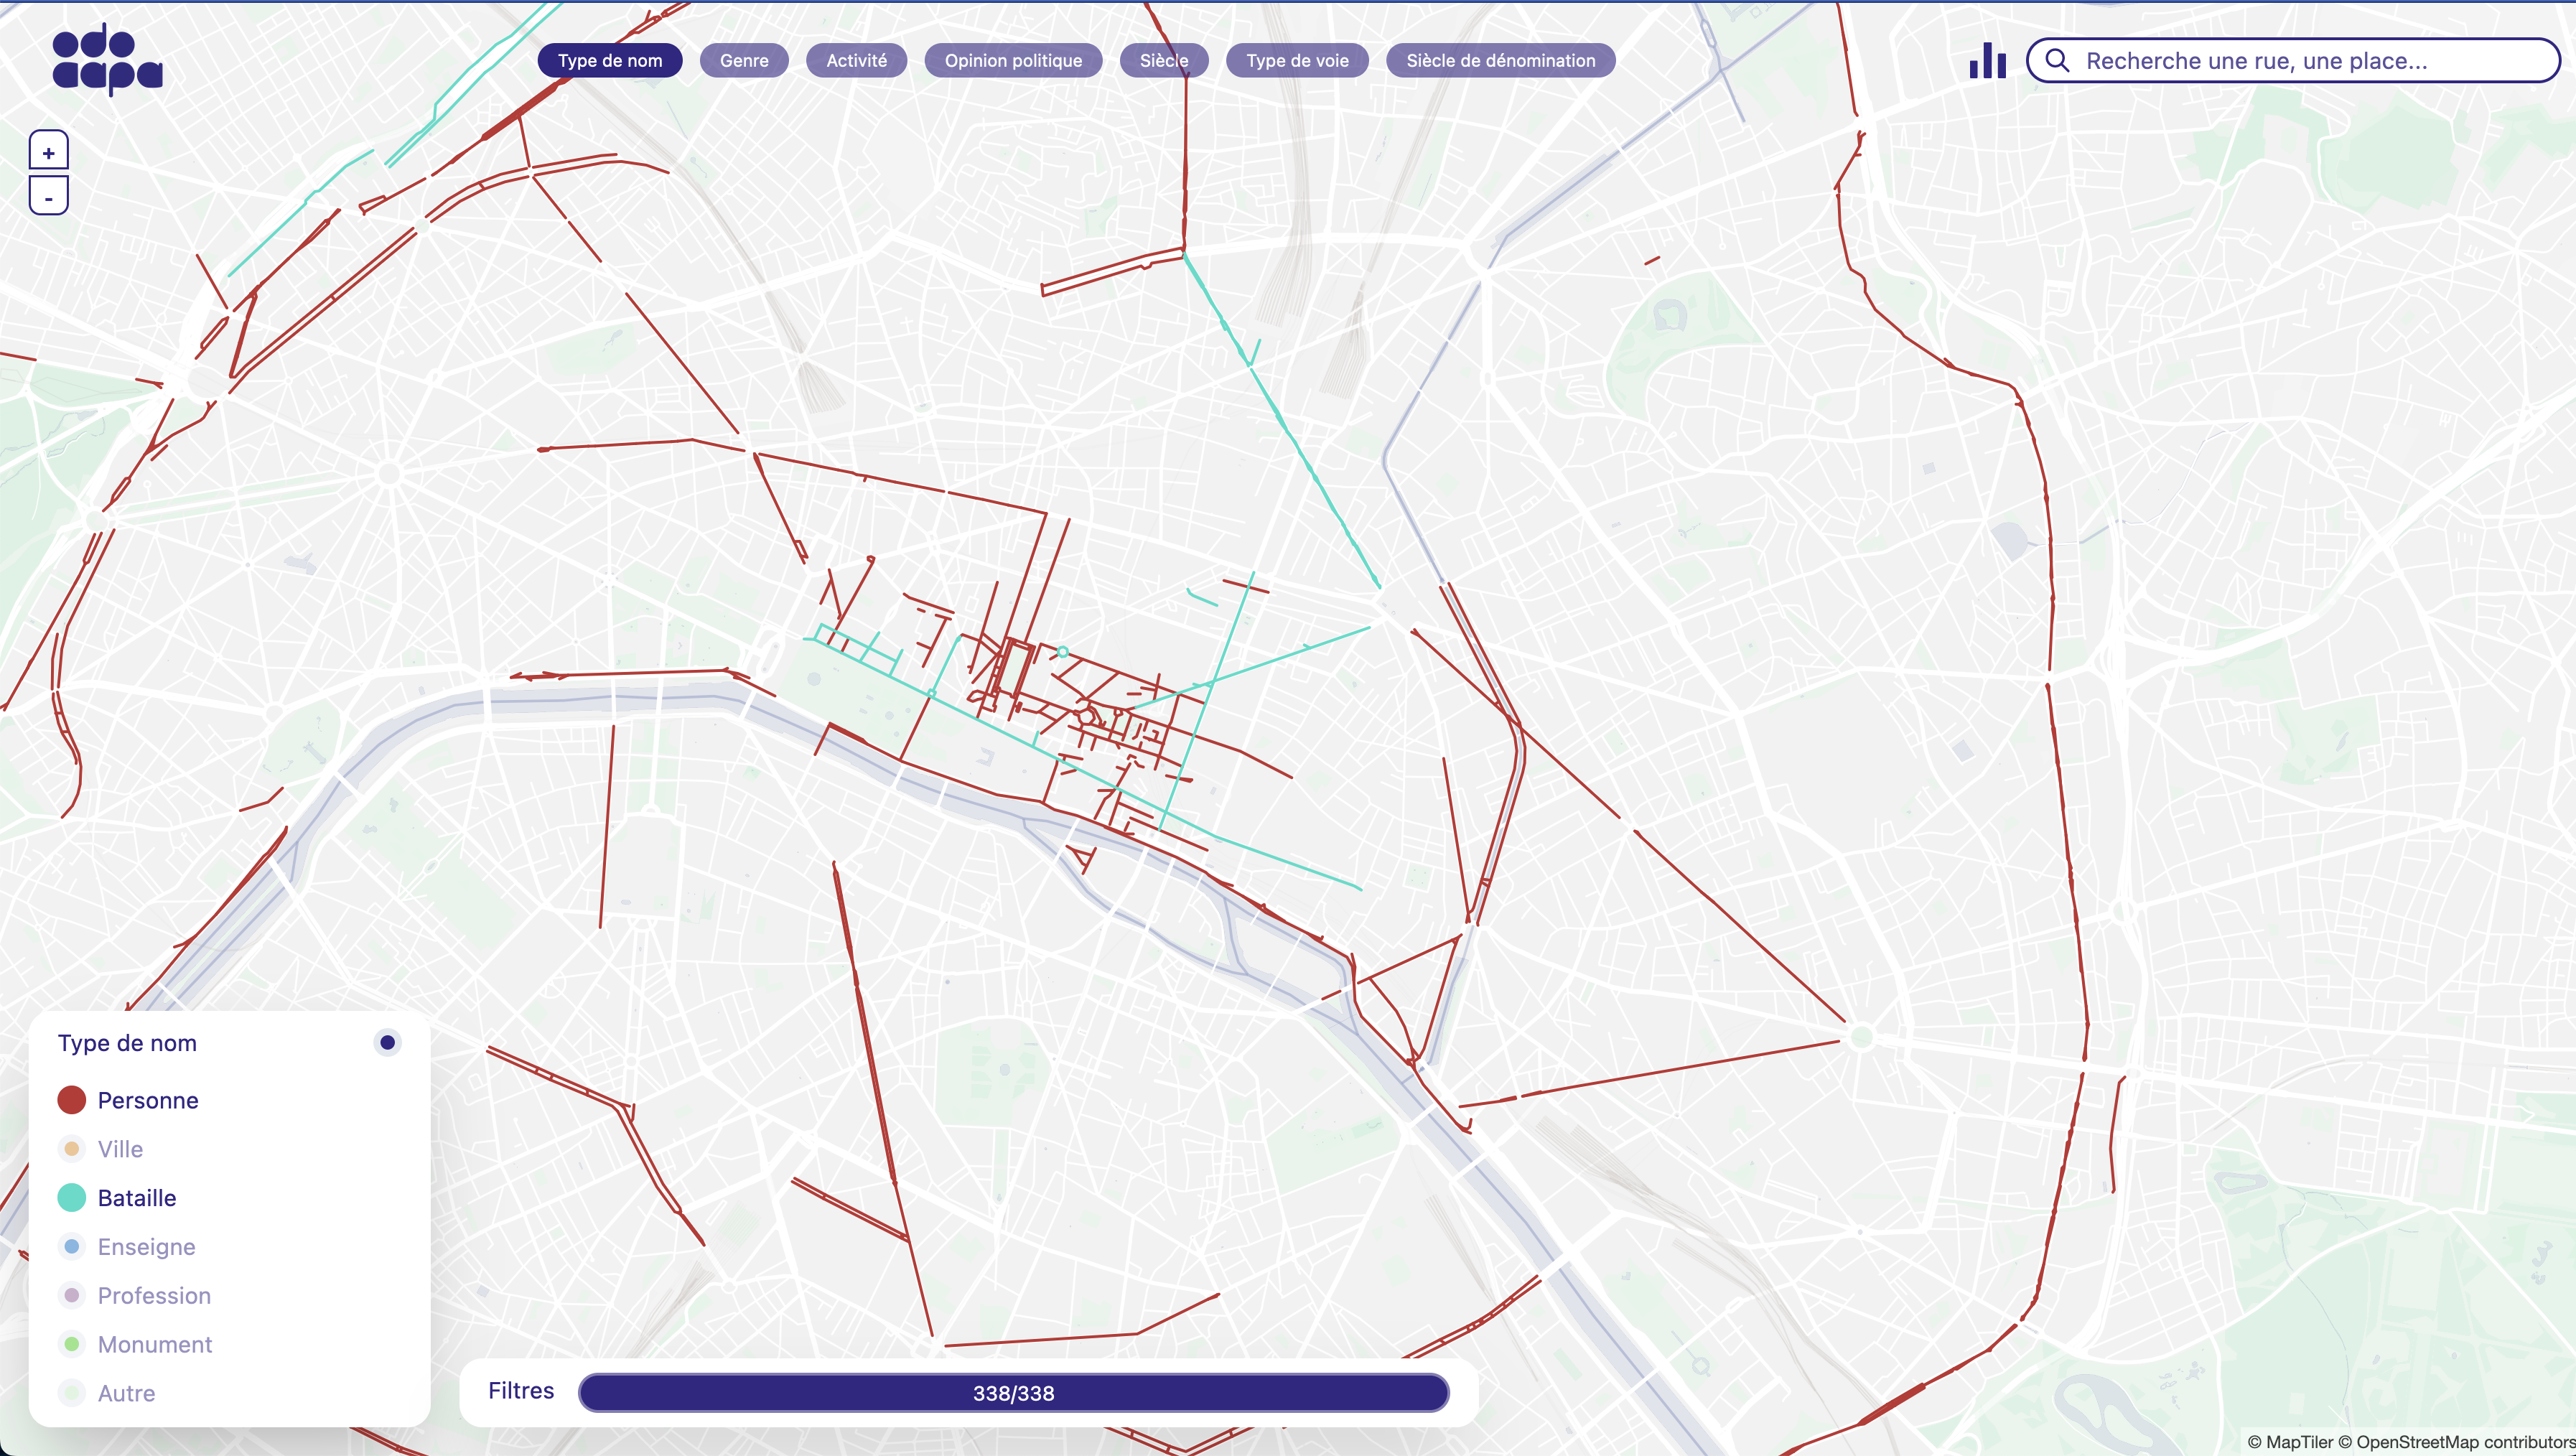 odo
aapa
Type de nom
Genre
Activité
Opinion politique
Siècle
Type de voie
Siècle de dénomination
Recherche une rue, une place...
+
-
Type de nom
Personne
Ville
Bataille
Enseigne
Profession
Monument
Autre
Filtres
338/338
© MapTiler © OpenStreetMap contributors